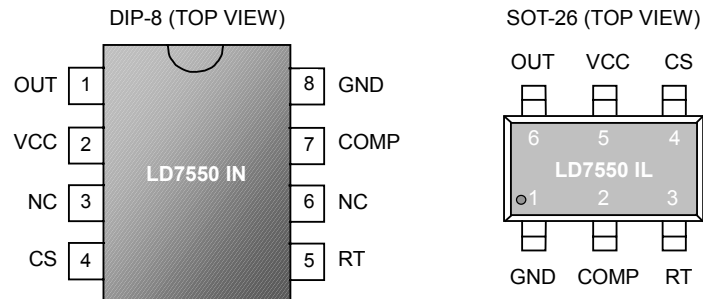 DIP-8 (TOP VIEW)
OUT 1 8 GND
VCC 2 7 COMP
LD7550 IN
NC 3 6 NC
CS 4 5 RT
SOT-26 (TOP VIEW)
OUT VCC CS
6 5 4
LD7550 IL
1 2 3
GND COMP RT